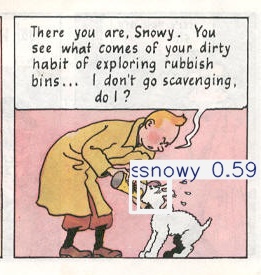 There you are, Snowy. You
see what comes of your dirty
habit of exploring rubbish
bins... I don't go scavenging,
do I?
ssnowy 0.59